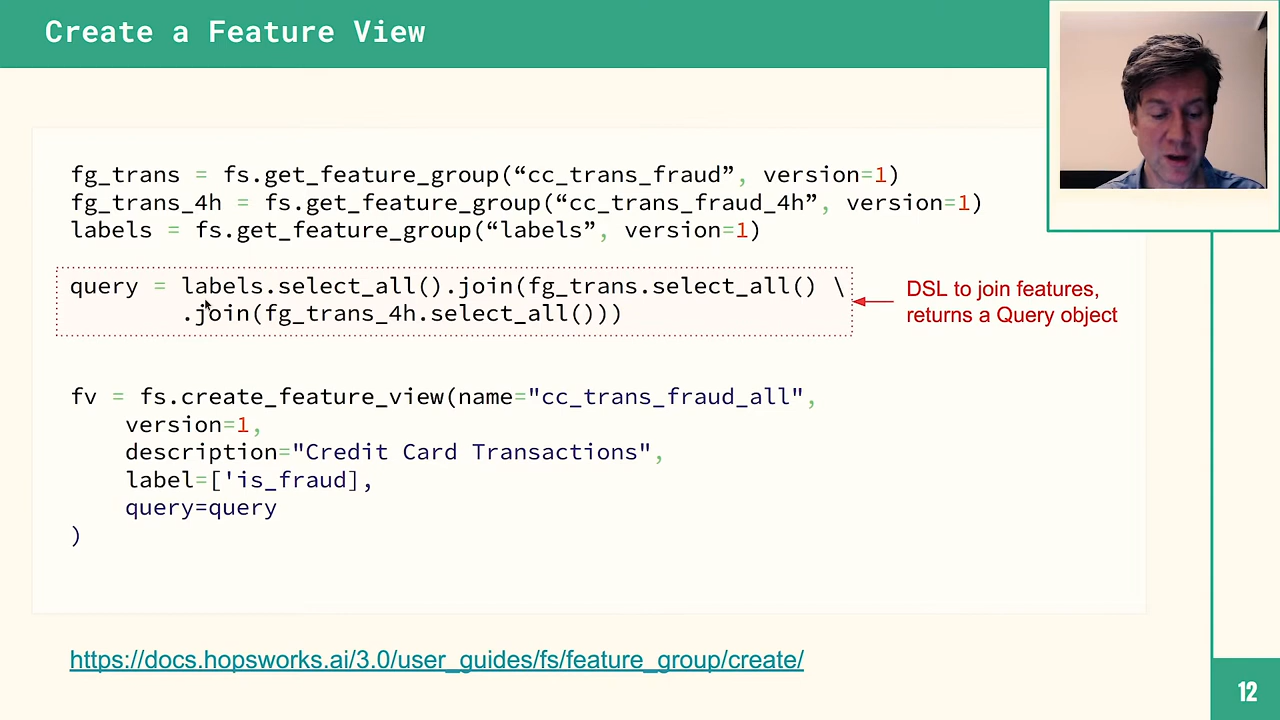 Create a Feature View
fg_trans = fs.get_feature_group(“cc_trans_fraud”, version=1)
fg_trans_4h = fs.get_feature_group(“cc_trans_fraud_4h”, version=1)
labels = fs.get_feature_group(“labels”, version=1)
query = labels.select_all().join(fg_trans.select_all() \
.join(fg_trans_4h.select_all()))
DSL to join features,
returns a Query object
fv = fs.create_feature_view(name="cc_trans_fraud_all",
version=1,
description="Credit Card Transactions",
label=['is_fraud],
query=query
)
https://docs.hopsworks.ai/3.0/user_guides/fs/feature_group/create/
12